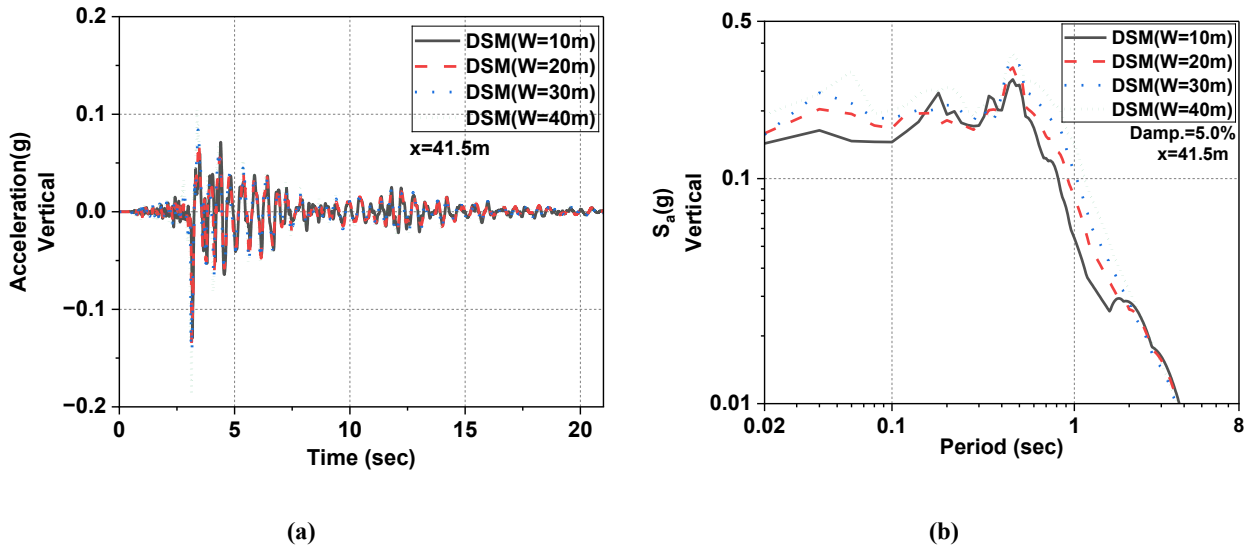 0.2
0.1
0.0
−0.1
−0.2
Acceleration(g)
Vertical
DSM(W=10m)
DSM(W=20m)
DSM(W=30m)
DSM(W=40m)
x=41.5m
0
5
10
15
20
Time (sec)
(a)
0.5
0.1
0.01
Sa(g)
Vertical
DSM(W=10m)
DSM(W=20m)
DSM(W=30m)
DSM(W=40m)
Damp.=5.0%
x=41.5m
0.02
0.1
1
8
Period (sec)
(b)